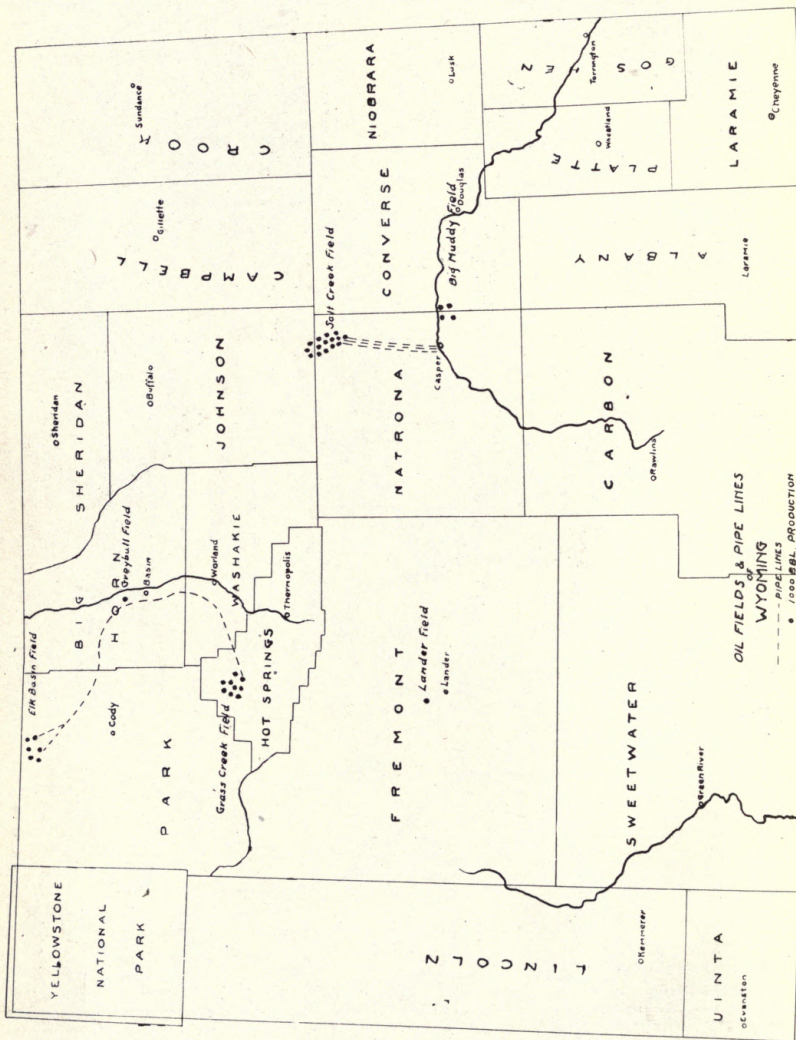 YELLOWSTONE
NATIONAL
PARK
PARK
Cody
Elk Basin Field
BIG
HORN
Greybull Field
Basin
SHERIDAN
Sheridan
Buffalo
JOHNSON
CAMPBELL
Gillette
CROOK
Sundance
Worland
WASHAKIE
Thermopolis
HOT SPRINGS
Grass Creek Field
FREMONT
Lander Field
Lander
NATRONA
Casper
Salt Creek Field
CONVERSE
Big Muddy Field
Douglas
NIOBRARA
Lusk
LINCOLN
Kemmerer
UINTA
Evanston
SWEETWATER
Green River
CARBON
Rawlins
ALBANY
Laramie
PLATTE
Wheatland
GOSHEN
Torrington
LARAMIE
Cheyenne
OIL FIELDS & PIPE LINES
OF
WYOMING
PIPE LINES
1000 BBL. PRODUCTION